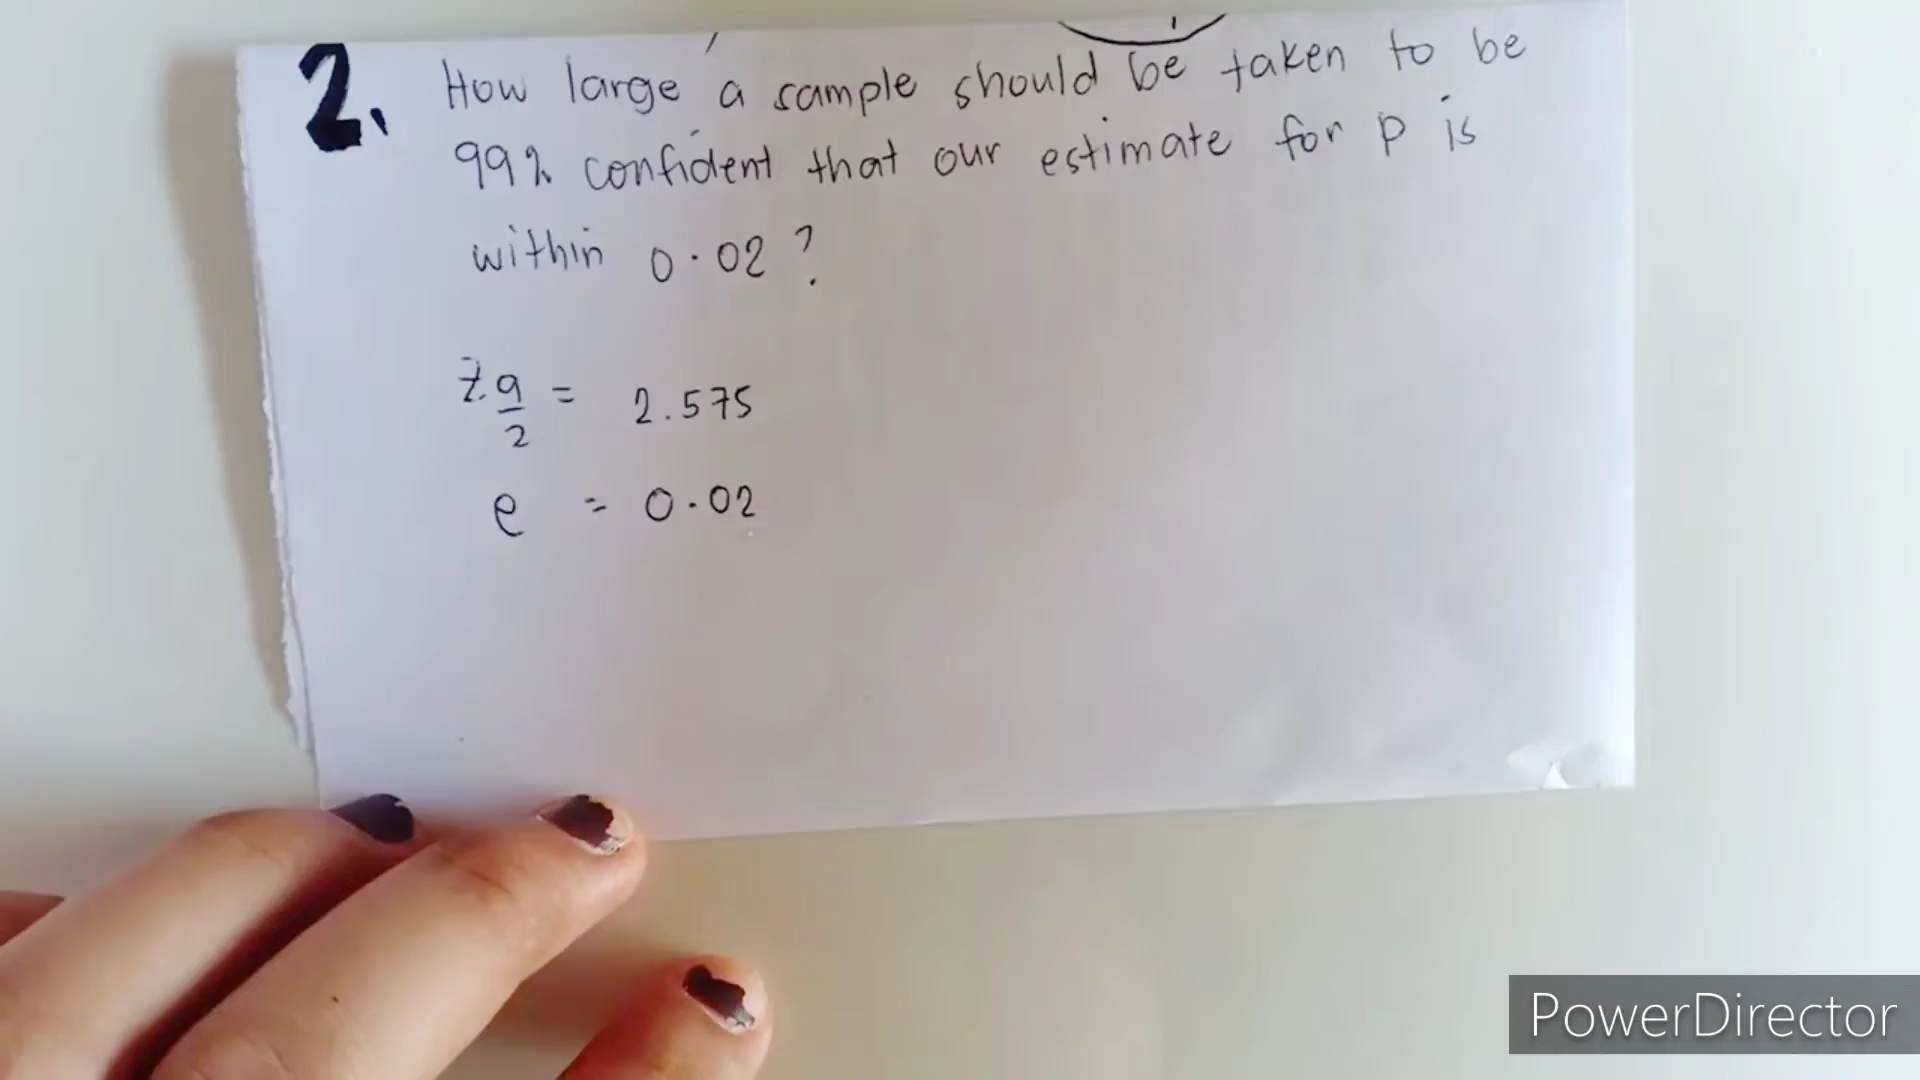 2. How large a sample should be taken to be
99% confident that our estimate for p is
within 0.02?
Z a/2 = 2.575
e = 0.02
PowerDirector